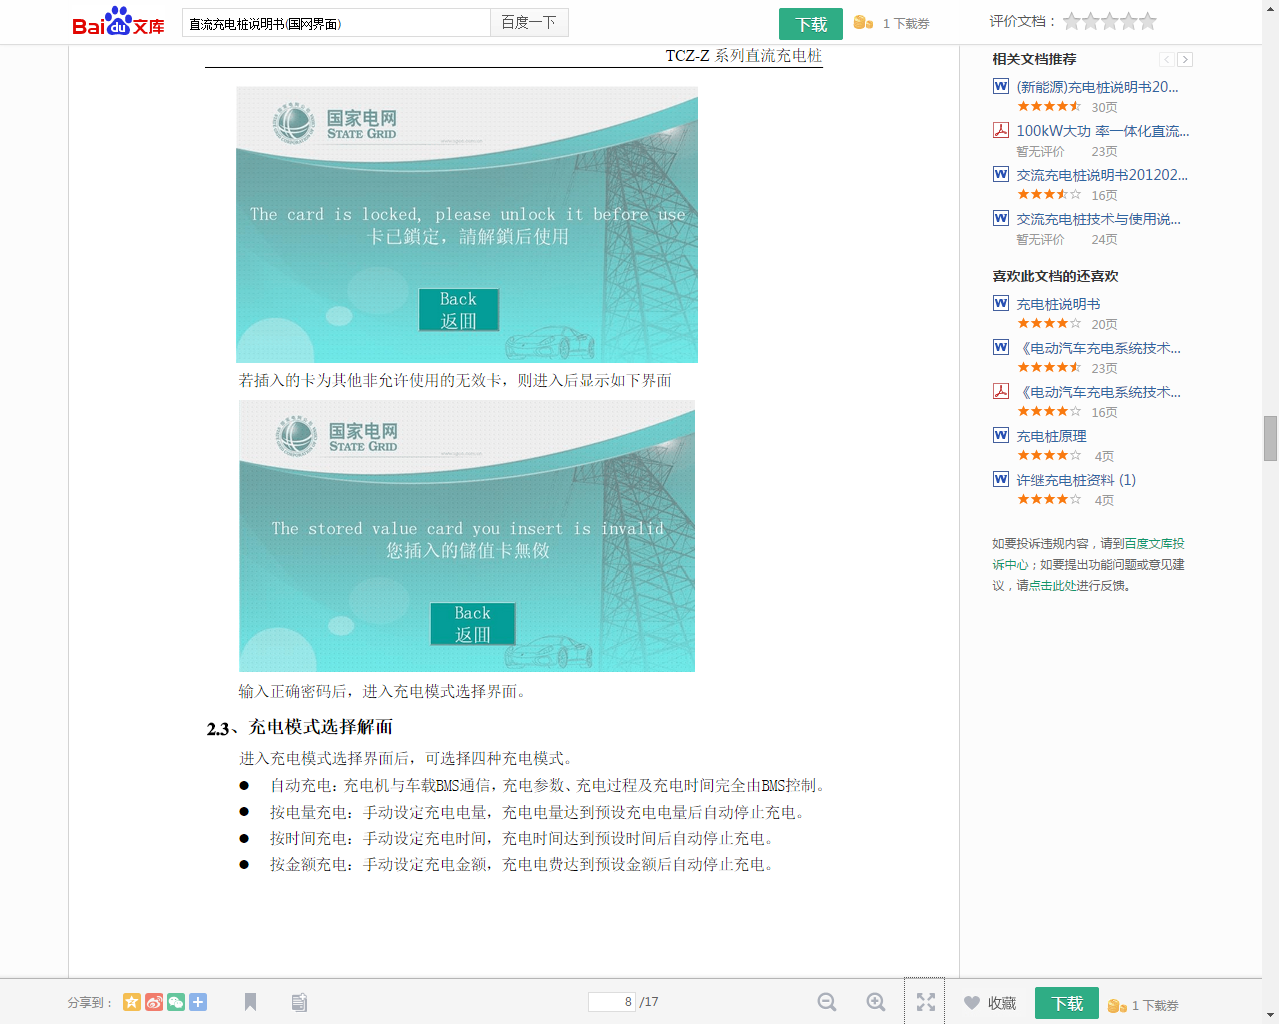 Baidu文库
直流充电桩说明书(国网界面)
百度一下
下载
1 下载券
评价文档：
TCZ-Z 系列直流充电桩
国家电网
STATE GRID
The card is locked, please unlock it before use
卡已鎖定，請解鎖后使用
Back
返囬
若插入的卡为其他非允许使用的无效卡，则进入后显示如下界面
国家电网
STATE GRID
The stored value card you insert is invalid
您插入的儲值卡無傚
Back
返囬
输入正确密码后，进入充电模式选择界面。
2.3、充电模式选择解面
进入充电模式选择界面后，可选择四种充电模式。
● 自动充电：充电机与车载BMS通信，充电参数、充电过程及充电时间完全由BMS控制。
● 按电量充电：手动设定充电电量，充电电量达到预设充电电量后自动停止充电。
● 按时间充电：手动设定充电时间，充电时间达到预设时间后自动停止充电。
● 按金额充电：手动设定充电金额，充电电费达到预设金额后自动停止充电。
相关文档推荐
(新能源)充电桩说明书20...
30页
100kW大功 率一体化直流...
暂无评价 23页
交流充电桩说明书201202...
16页
交流充电桩技术与使用说...
暂无评价 24页
喜欢此文档的还喜欢
充电桩说明书
20页
《电动汽车充电系统技术...
23页
《电动汽车充电系统技术...
16页
充电桩原理
4页
许继充电桩资料 (1)
4页
如要投诉违规内容，请到百度文库投
诉中心；如要提出功能问题或意见建
议，请点击此处进行反馈。
分享到：
8 /17
收藏
下载
1 下载券